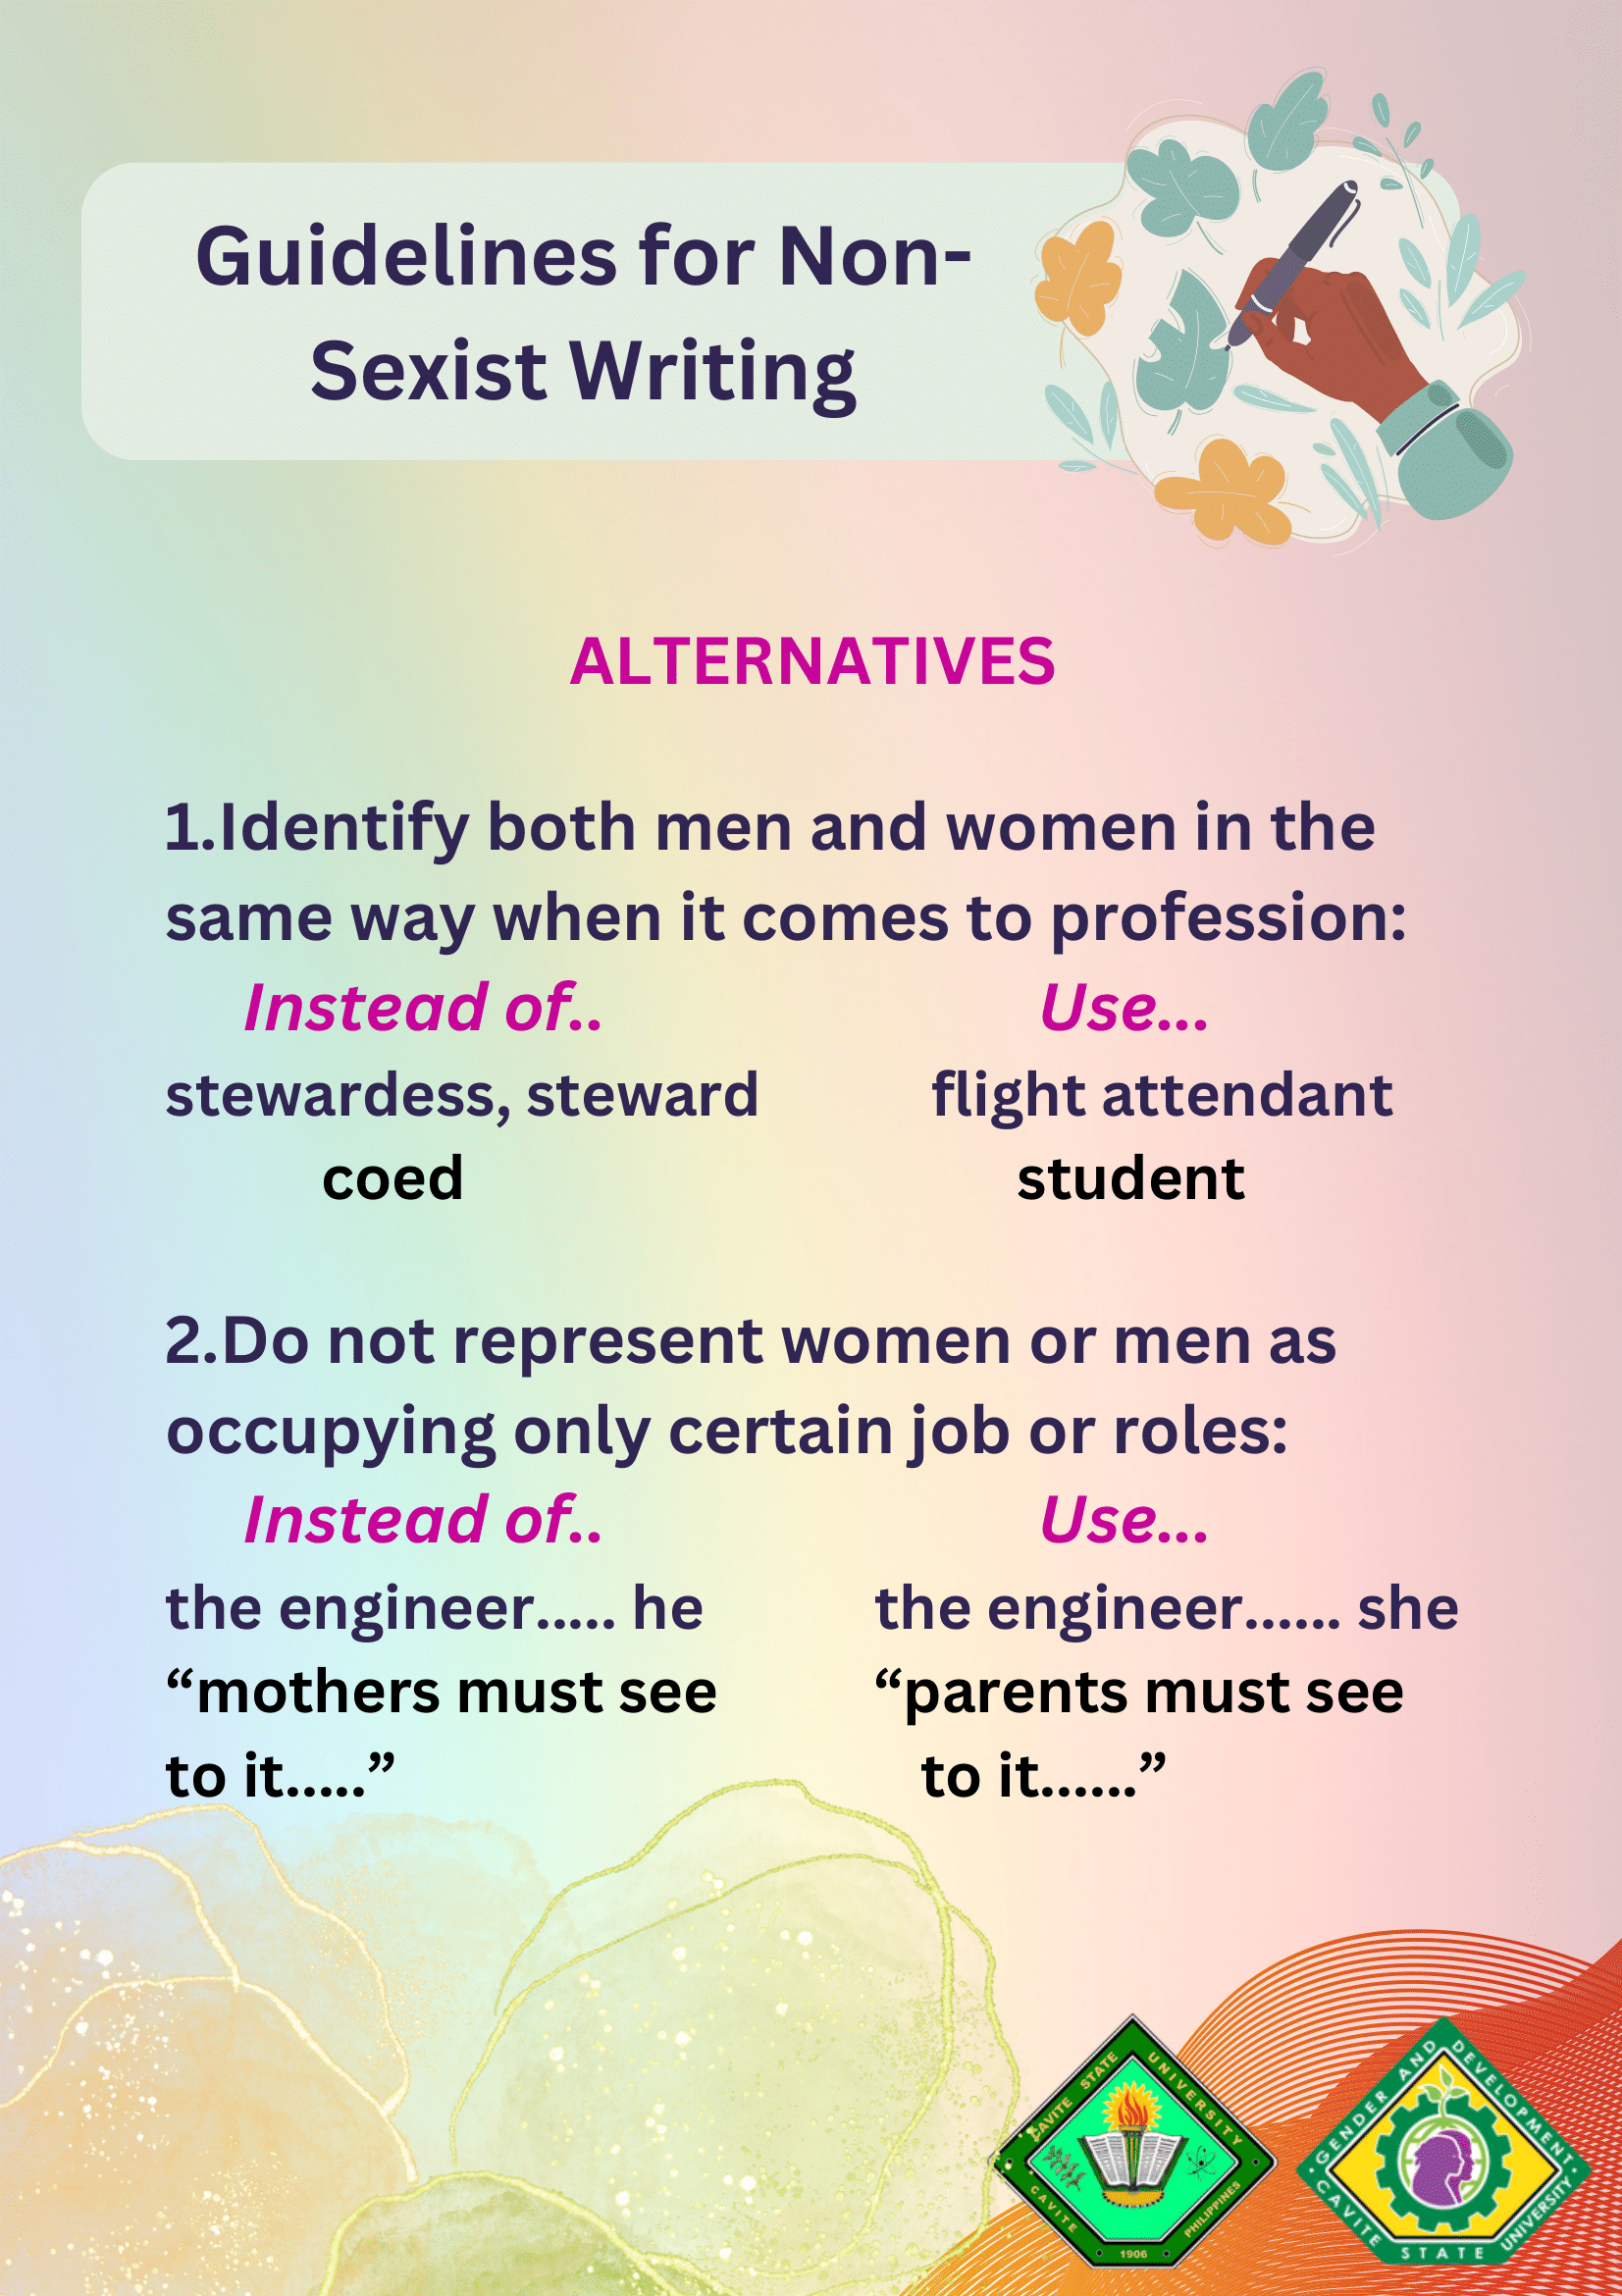 Guidelines for Non-
Sexist Writing
ALTERNATIVES
1.Identify both men and women in the
same way when it comes to profession:
Instead of.. Use...
stewardess, steward flight attendant
coed student
2.Do not represent women or men as
occupying only certain job or roles:
Instead of.. Use...
the engineer..... he the engineer...... she
“mothers must see “parents must see
to it.....” to it......”
CAVITE STATE UNIVERSITY
CAVITE PHILIPPINES
1906
GENDER AND DEVELOPMENT
CAVITE STATE UNIVERSITY